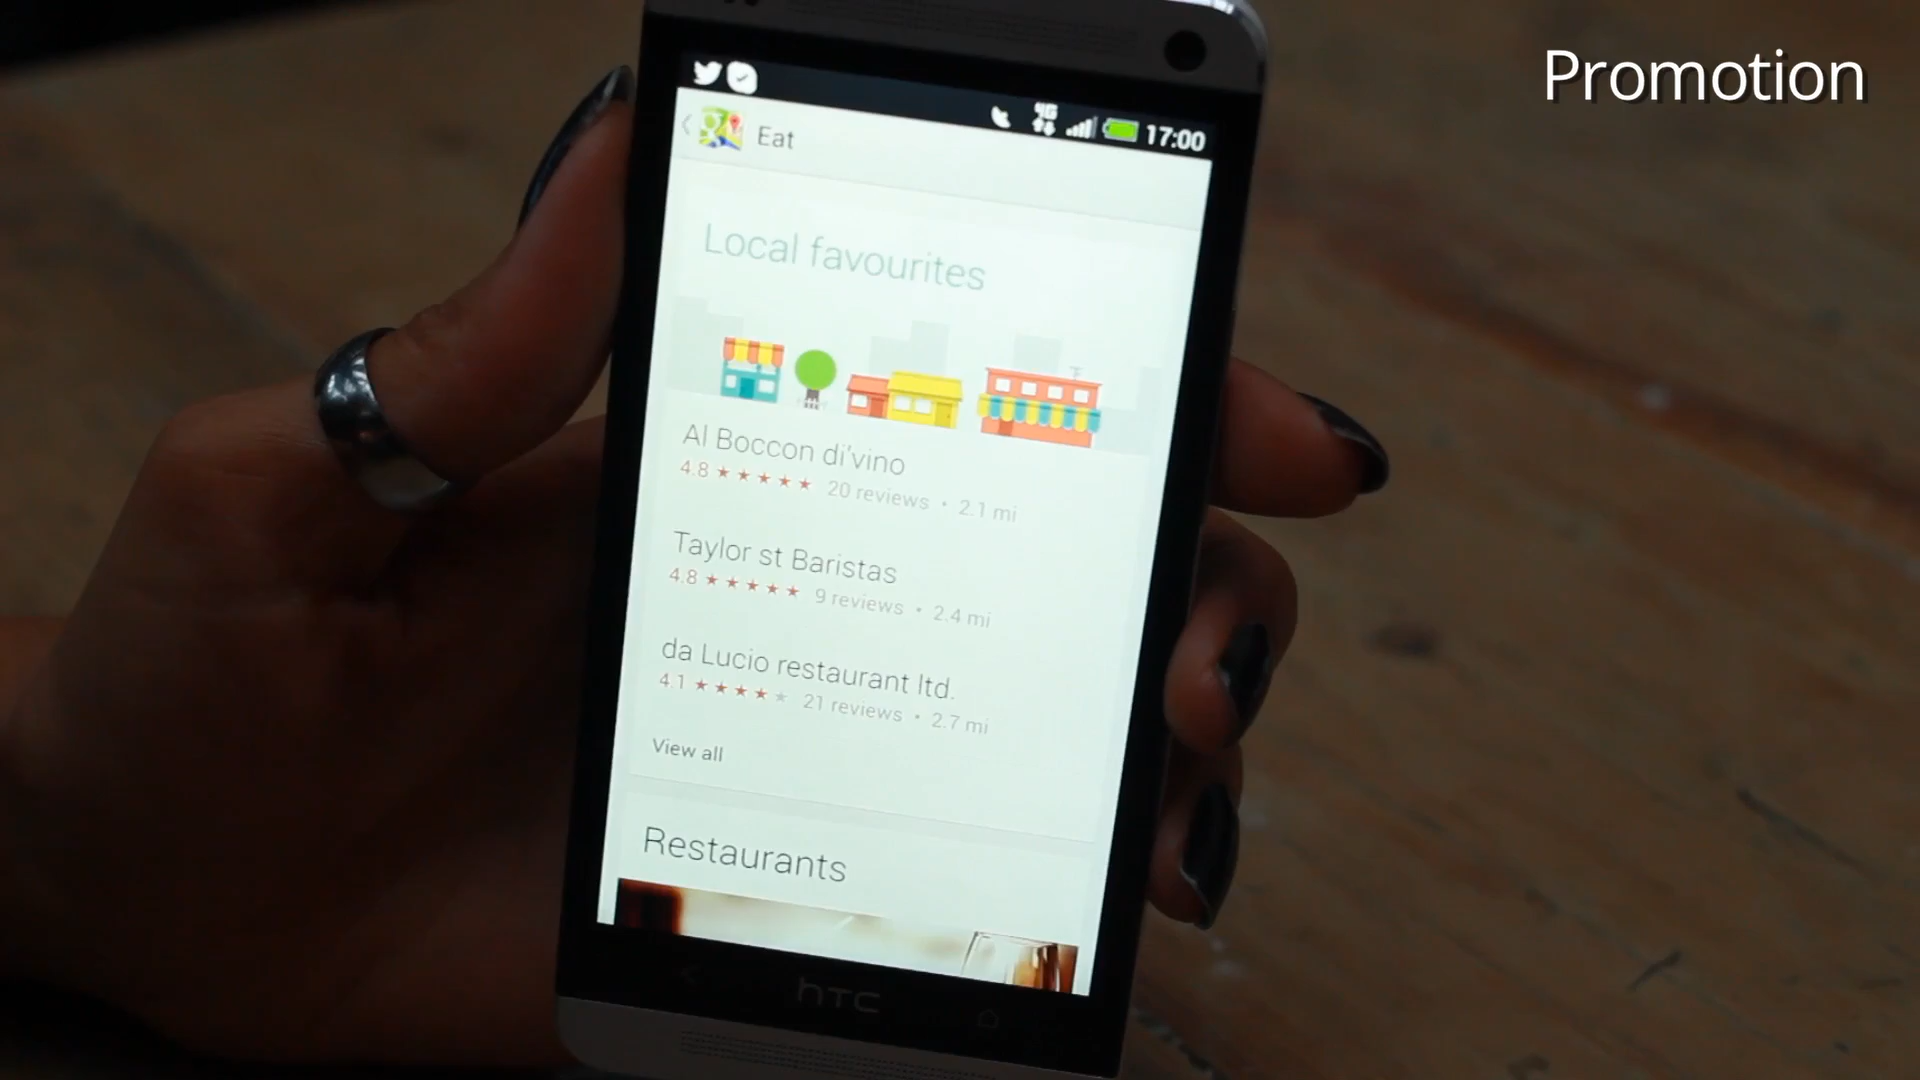 Promotion
4G
17:00
Eat
Local favourites
Al Boccon di'vino
4.8 ★★★★★ 20 reviews • 2.1 mi
Taylor st Baristas
4.8 ★★★★★ 9 reviews • 2.4 mi
da Lucio restaurant ltd.
4.1 ★★★★★ 21 reviews • 2.7 mi
View all
Restaurants
hTC